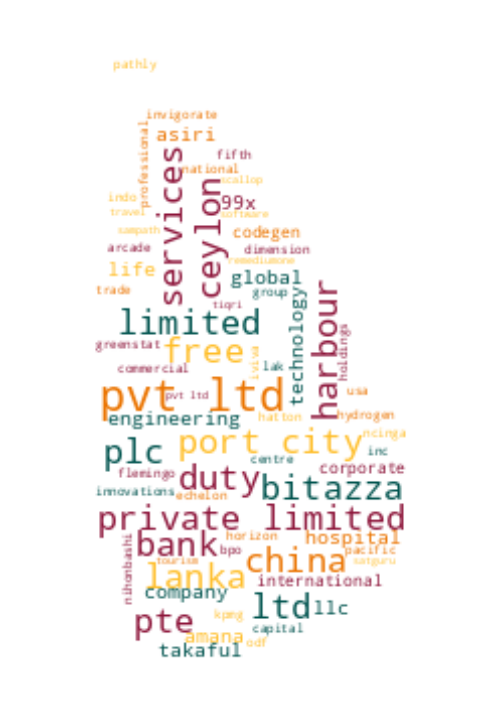 pathly
invigorate
professional
asiri
services
fifth
national
ceylon
scallop
indo
99x
travel
software
sampath
codegen
arcade
dimension
remediumone
life
global
trade
group
technology
harbour
tiqri
limited
holdings
greenstat
free
iviva
lak
commercial
pvt ltd
pvt ltd
usa
engineering
hatton
hydrogen
port city
ncinga
plc
inc
centre
corporate
flemingo
duty
bitazza
innovations
echelon
private limited
nihonbashi
bank
bpo
horizon
hospital
pacific
tourism
china
satguru
lanka
international
company
ltd
llc
pte
kpmg
capital
amana
odf
takaful